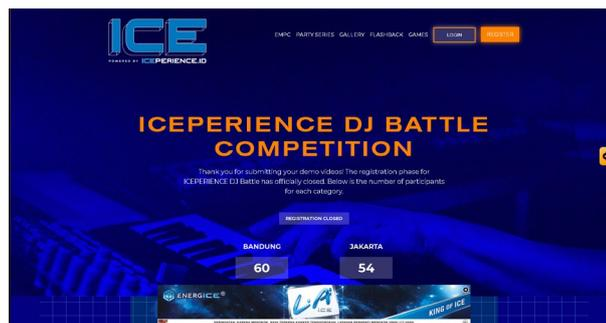 ICE
POWERED BY ICEPERIENCE.ID
EMPC PARTY SERIES GALLERY FLASHBACK GAMES LOGIN REGISTER
ICEPERIENCE DJ BATTLE
COMPETITION
Thank you for submitting your demo videos! The registration phase for
ICEPERIENCE DJ Battle has officially closed. Below is the number of participants
for each category.
REGISTRATION CLOSED
BANDUNG JAKARTA
60 54
ENERGICE® L.A ICE KING OF ICE